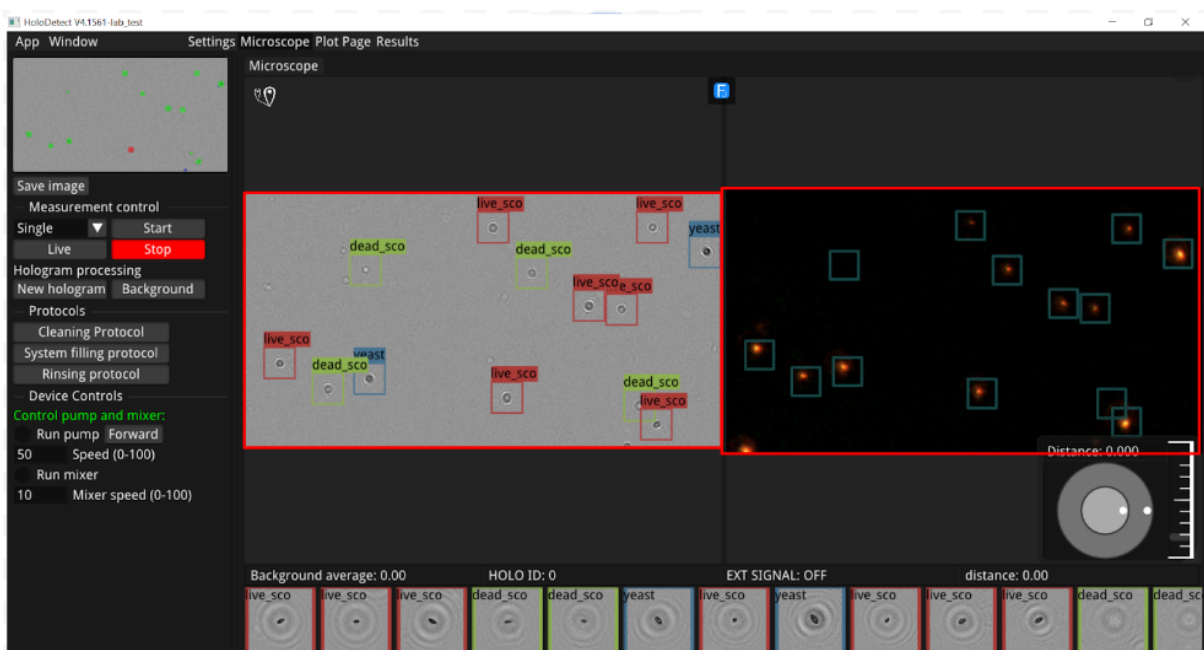 HoloDetect V4.1561-lab_test
App Window Settings Microscope Plot Page Results
Microscope
Save image
Measurement control
Single Start
Live Stop
Hologram processing
New hologram Background
Protocols
Cleaning Protocol
System filling protocol
Rinsing protocol
Device Controls
Control pump and mixer:
Run pump Forward
50 Speed (0-100)
Run mixer
10 Mixer speed (0-100)
F
live_sco live_sco
yeast
dead_sco dead_sco
live_sco e_sco
live_sco
yeast
dead_sco
live_sco
dead_sco
live_sco
Distance: 0.000
Background average: 0.00 HOLO ID: 0 EXT SIGNAL: OFF distance: 0.00
live_sco live_sco live_sco dead_sco dead_sco yeast live_sco yeast live_sco live_sco live_sco dead_sco dead_sc